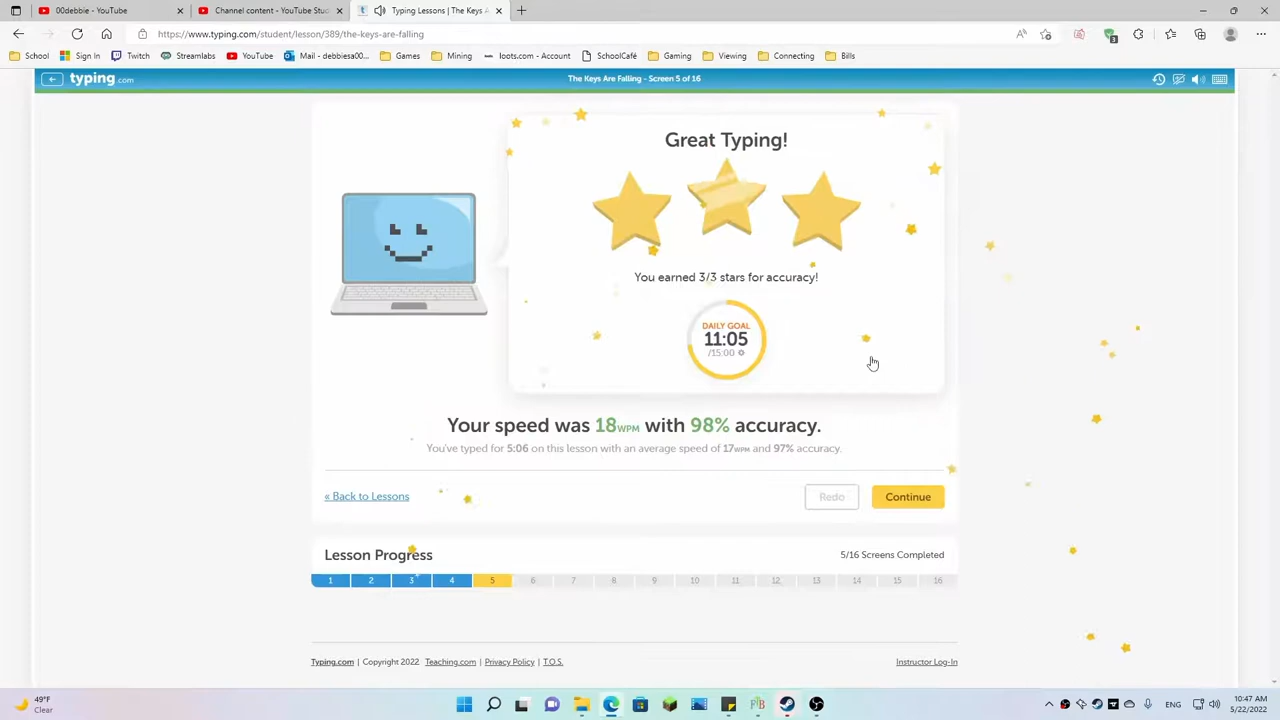 00debbie - YouTube
Channel content - YouTube Stud
Typing Lessons | The Keys A
https://www.typing.com/student/lesson/389/the-keys-are-falling
School
Sign In
Twitch
Streamlabs
YouTube
Mail - debbiesa00...
Games
Mining
loots.com - Account
SchoolCafé
Gaming
Viewing
Connecting
Bills
typing.com
The Keys Are Falling - Screen 5 of 16
Great Typing!
You earned 3/3 stars for accuracy!
DAILY GOAL
11:05
/15:00
Your speed was 18WPM with 98% accuracy.
You've typed for 5:06 on this lesson with an average speed of 17WPM and 97% accuracy.
« Back to Lessons
Redo
Continue
Lesson Progress
5/16 Screens Completed
1 2 3 4 5 6 7 8 9 10 11 12 13 14 15 16
Typing.com | Copyright 2022 Teaching.com | Privacy Policy | T.O.S.
Instructor Log-In
49°F
Clear
ENG
10:47 AM
5/22/2022